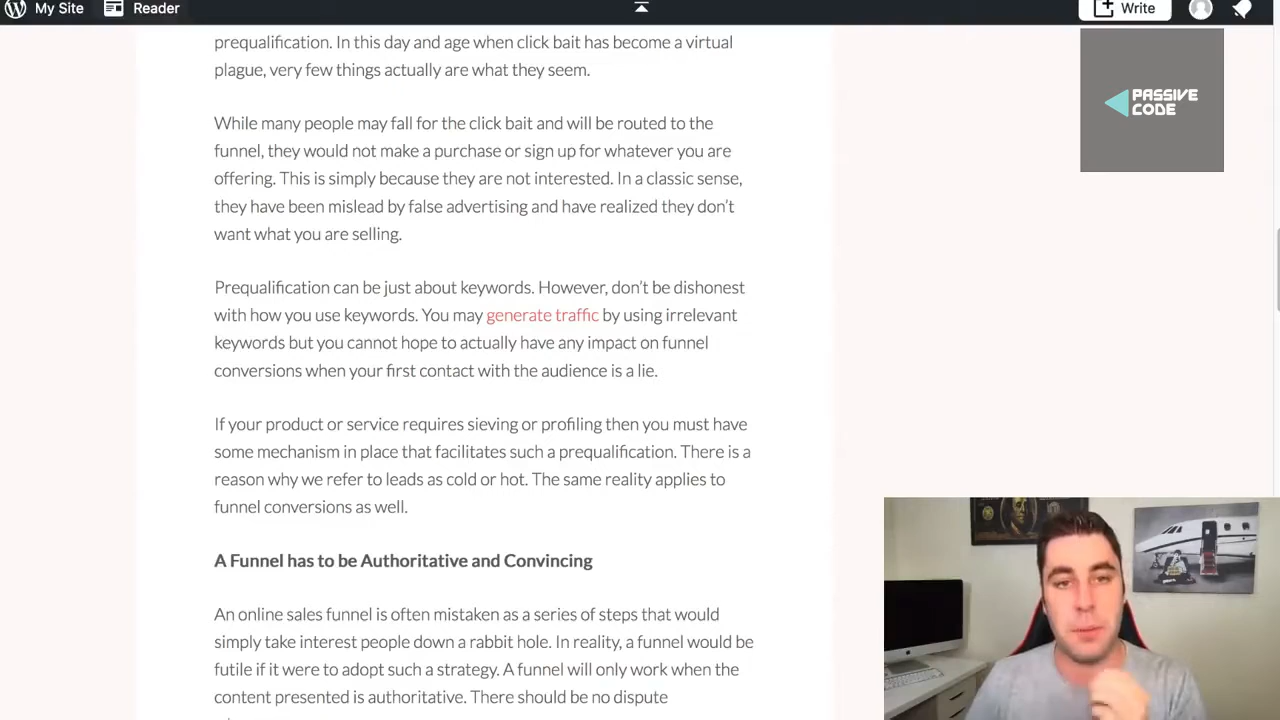 My Site
Reader
Write
prequalification. In this day and age when click bait has become a virtual
plague, very few things actually are what they seem.
PASSIVE
CODE
While many people may fall for the click bait and will be routed to the
funnel, they would not make a purchase or sign up for whatever you are
offering. This is simply because they are not interested. In a classic sense,
they have been mislead by false advertising and have realized they don’t
want what you are selling.
Prequalification can be just about keywords. However, don’t be dishonest
with how you use keywords. You may generate traffic by using irrelevant
keywords but you cannot hope to actually have any impact on funnel
conversions when your first contact with the audience is a lie.
If your product or service requires sieving or profiling then you must have
some mechanism in place that facilitates such a prequalification. There is a
reason why we refer to leads as cold or hot. The same reality applies to
funnel conversions as well.
A Funnel has to be Authoritative and Convincing
An online sales funnel is often mistaken as a series of steps that would
simply take interest people down a rabbit hole. In reality, a funnel would be
futile if it were to adopt such a strategy. A funnel will only work when the
content presented is authoritative. There should be no dispute